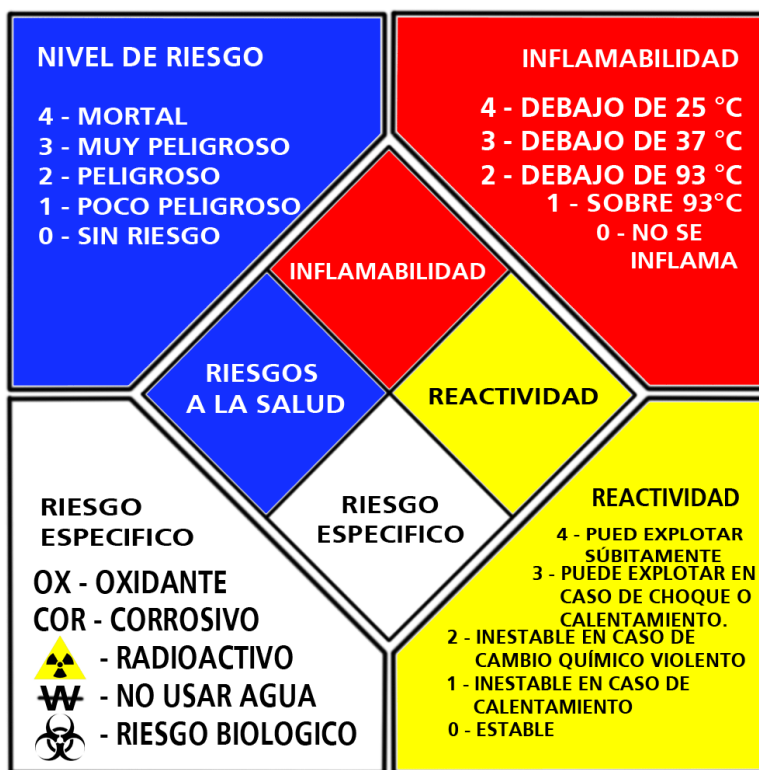 NIVEL DE RIESGO
4 - MORTAL
3 - MUY PELIGROSO
2 - PELIGROSO
1 - POCO PELIGROSO
0 - SIN RIESGO
INFLAMABILIDAD
4 - DEBAJO DE 25 °C
3 - DEBAJO DE 37 °C
2 - DEBAJO DE 93 °C
1 - SOBRE 93°C
0 - NO SE
INFLAMA
INFLAMABILIDAD
RIESGOS
A LA SALUD
REACTIVIDAD
RIESGO
ESPECIFICO
RIESGO
ESPECIFICO
OX - OXIDANTE
COR - CORROSIVO
- RADIOACTIVO
W - NO USAR AGUA
- RIESGO BIOLOGICO
REACTIVIDAD
4 - PUED EXPLOTAR
SÚBITAMENTE
3 - PUEDE EXPLOTAR EN
CASO DE CHOQUE O
CALENTAMIENTO.
2 - INESTABLE EN CASO DE
CAMBIO QUÍMICO VIOLENTO
1 - INESTABLE EN CASO DE
CALENTAMIENTO
0 - ESTABLE